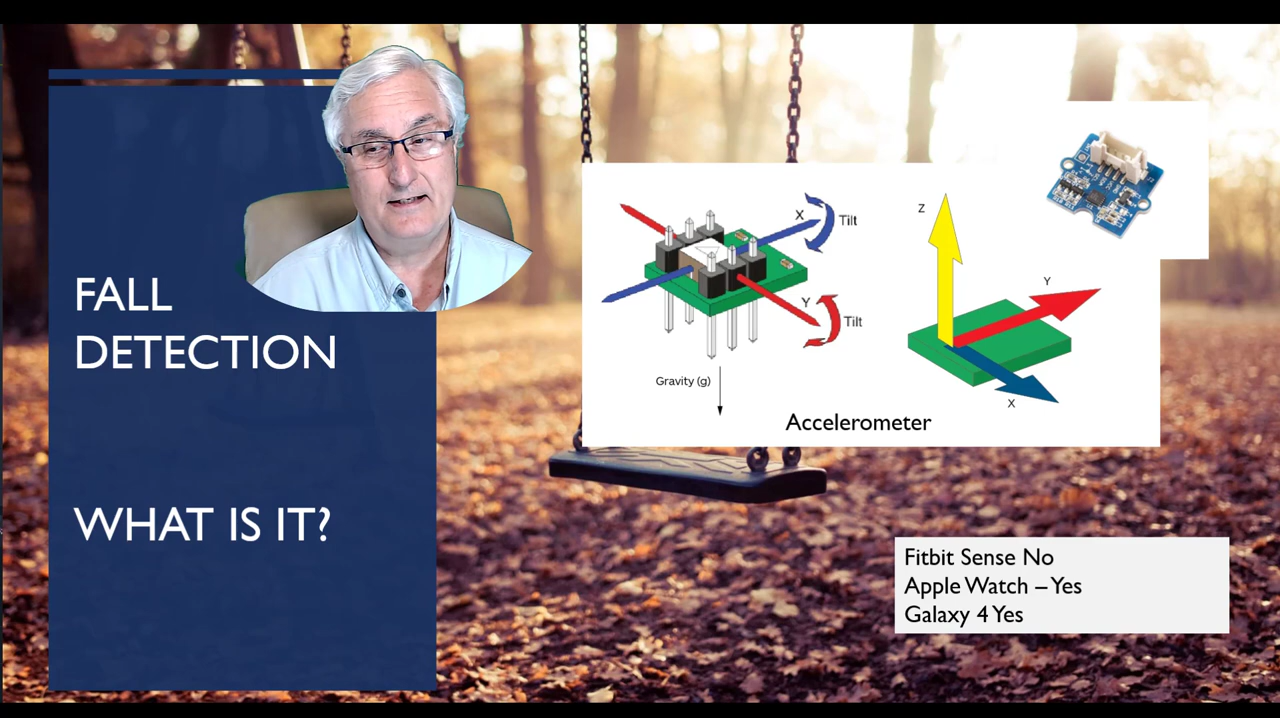 FALL
DETECTION
WHAT IS IT?
X
Tilt
Y
Tilt
Gravity (g)
Z
Y
X
Accelerometer
Fitbit Sense No
Apple Watch – Yes
Galaxy 4 Yes